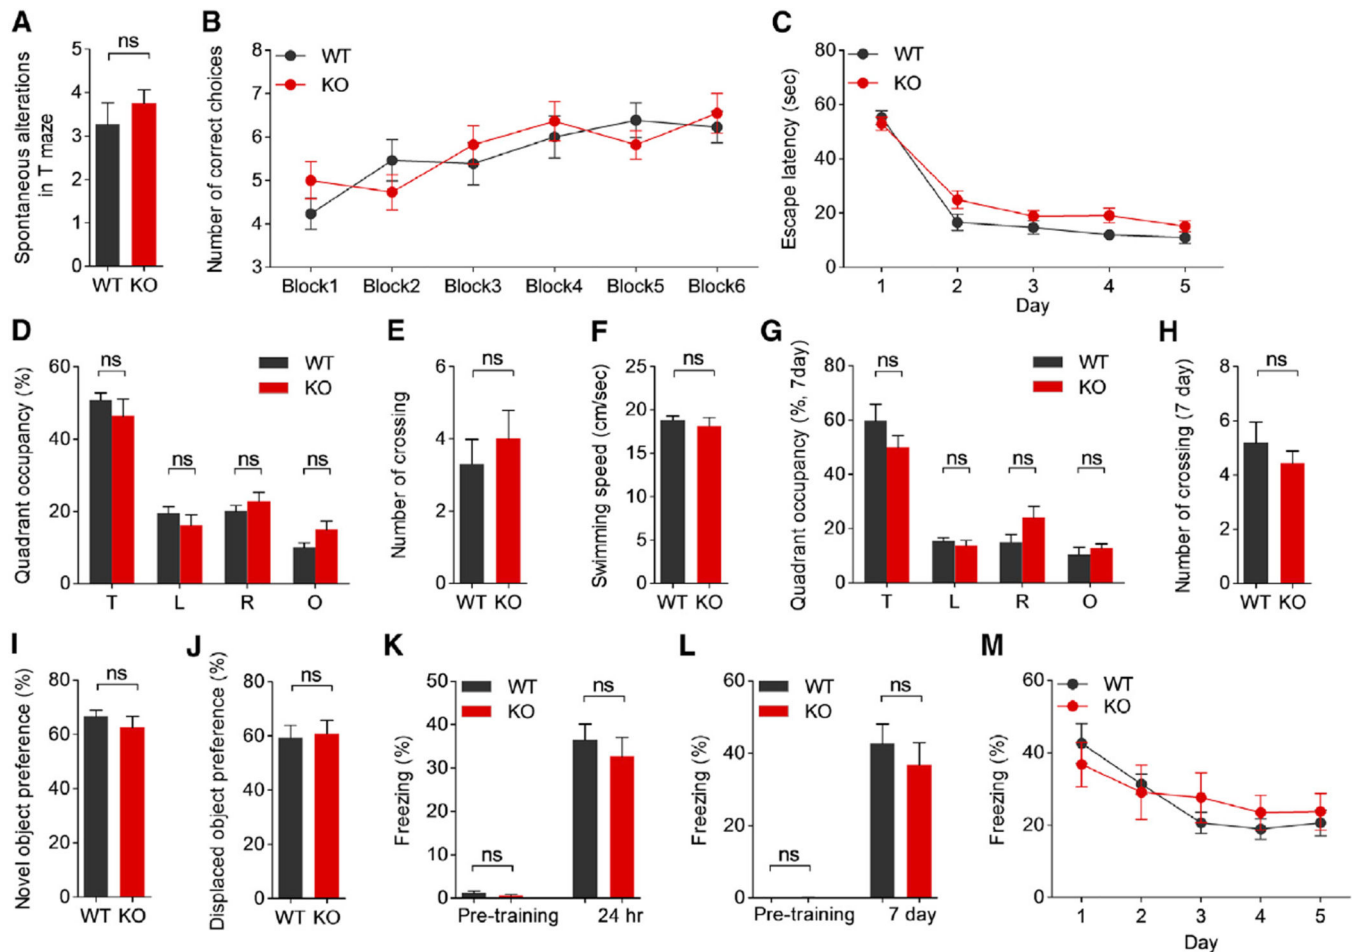 A
Spontaneous alterations
in T maze
5
4
3
2
1
0
ns
WT KO
B
Number of correct choices
8
7
6
5
4
3
WT
KO
Block1 Block2 Block3 Block4 Block5 Block6
C
Escape latency (sec)
80
60
40
20
0
WT
KO
1 2 3 4 5
Day
D
Quadrant occupancy (%)
60
40
20
0
WT
KO
ns ns ns ns
T L R O
E
Number of crossing
6
4
2
0
ns
WT KO
F
Swimming speed (cm/sec)
25
20
15
10
5
0
ns
WT KO
G
Quadrant occupancy (%, 7day)
80
60
40
20
0
WT
KO
ns ns ns ns
T L R O
H
Number of crossing (7 day)
8
6
4
2
0
ns
WT KO
I
Novel object preference (%)
80
60
40
20
0
ns
WT KO
J
Displaced object preference (%)
80
60
40
20
0
ns
WT KO
K
Freezing (%)
50
40
30
20
10
0
WT
KO
ns ns
Pre-training 24 hr
L
Freezing (%)
60
40
20
0
WT
KO
ns ns
Pre-training 7 day
M
Freezing (%)
60
40
20
0
WT
KO
1 2 3 4 5
Day